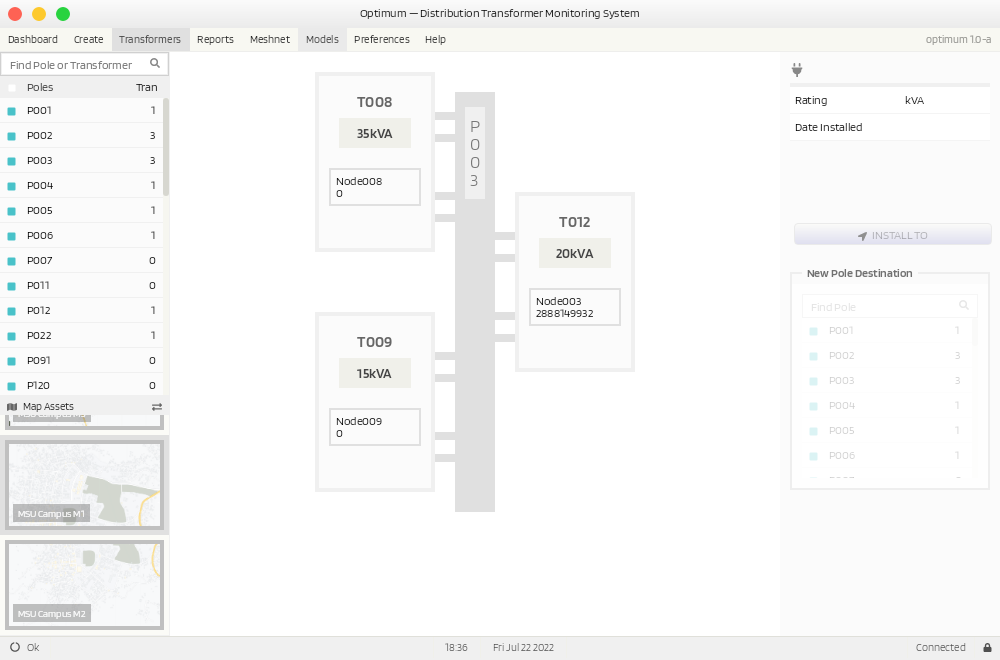 Optimum — Distribution Transformer Monitoring System
Dashboard Create Transformers Reports Meshnet Models Preferences Help optimum 1.0-a
Find Pole or Transformer
Poles Tran
P001 1
P002 3
P003 3
P004 1
P005 1
P006 1
P007 0
P011 0
P012 1
P022 1
P091 0
P120 0
Map Assets
MSU Campus M1
MSU Campus M2
T008
35kVA
Node008
0
P003
T012
20kVA
Node003
2888149932
T009
15kVA
Node009
0
Rating kVA
Date Installed
INSTALL TO
New Pole Destination
Find Pole
P001 1
P002 3
P003 3
P004 1
P005 1
P006 1
Ok 18:36 Fri Jul 22 2022 Connected